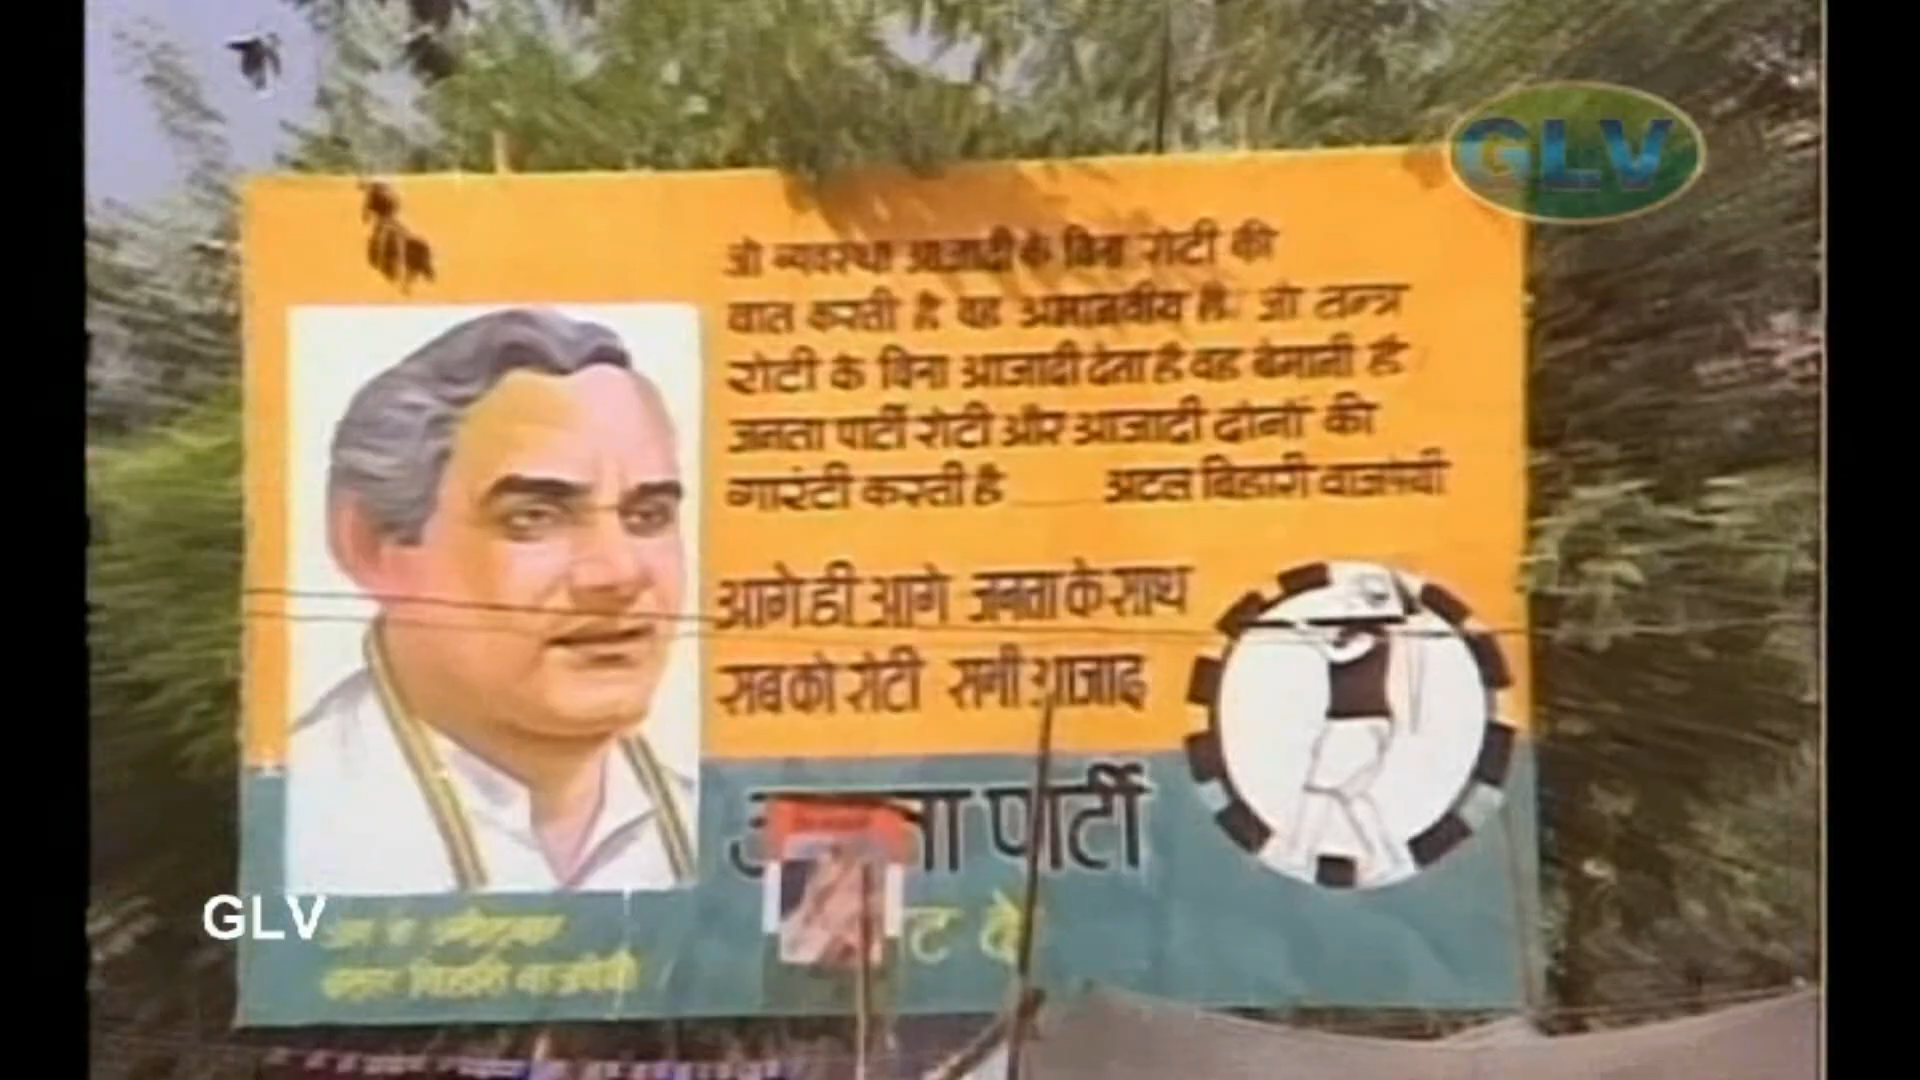 GLV
जो व्यवस्था आजादी के बिना रोटी की
बात करती है वह अमानवीय है। जो तन्त्र
रोटी के बिना आजादी देता है वह बेमानी है
जनता पार्टी रोटी और आजादी दोनों की
गारंटी करती है अटल बिहारी वाजपेयी
आगे ही आगे जनता के साथ
सबको रोटी सभी आजाद
पार्टी
GLV
बिहारी वाजपेयी